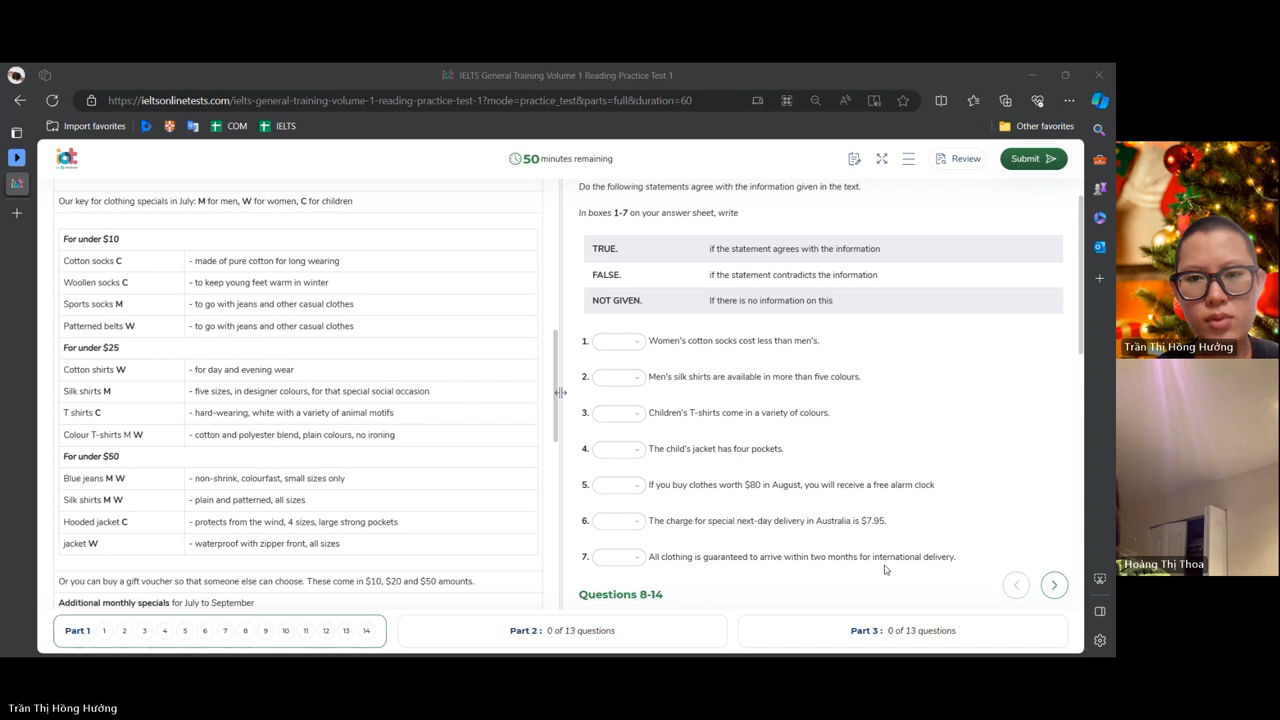 IELTS General Training Volume 1 Reading Practice Test 1
https://ieltsonlinetests.com/ielts-general-training-volume-1-reading-practice-test-1?mode=practice_test&parts=full&duration=60
Import favorites
COM
IELTS
Other favorites
iot
50 minutes remaining
Review
Submit
Our key for clothing specials in July: M for men, W for women, C for children
For under $10
Cotton socks C - made of pure cotton for long wearing
Woollen socks C - to keep young feet warm in winter
Sports socks M - to go with jeans and other casual clothes
Patterned belts W - to go with jeans and other casual clothes
For under $25
Cotton shirts W - for day and evening wear
Silk shirts M - five sizes, in designer colours, for that special social occasion
T shirts C - hard-wearing, white with a variety of animal motifs
Colour T-shirts M W - cotton and polyester blend, plain colours, no ironing
For under $50
Blue jeans M W - non-shrink, colourfast, small sizes only
Silk shirts M W - plain and patterned, all sizes
Hooded jacket C - protects from the wind, 4 sizes, large strong pockets
jacket W - waterproof with zipper front, all sizes
Or you can buy a gift voucher so that someone else can choose. These come in $10, $20 and $50 amounts.
Additional monthly specials for July to September
Do the following statements agree with the information given in the text.
In boxes 1-7 on your answer sheet, write
TRUE. if the statement agrees with the information
FALSE. if the statement contradicts the information
NOT GIVEN. If there is no information on this
1. Women's cotton socks cost less than men's.
2. Men's silk shirts are available in more than five colours.
3. Children's T-shirts come in a variety of colours.
4. The child's jacket has four pockets.
5. If you buy clothes worth $80 in August, you will receive a free alarm clock
6. The charge for special next-day delivery in Australia is $7.95.
7. All clothing is guaranteed to arrive within two months for international delivery.
Questions 8-14
Part 1 1 2 3 4 5 6 7 8 9 10 11 12 13 14
Part 2 : 0 of 13 questions
Part 3 : 0 of 13 questions
Trần Thị Hồng Hưởng
Hoàng Thị Thoa
Trần Thị Hồng Hưởng